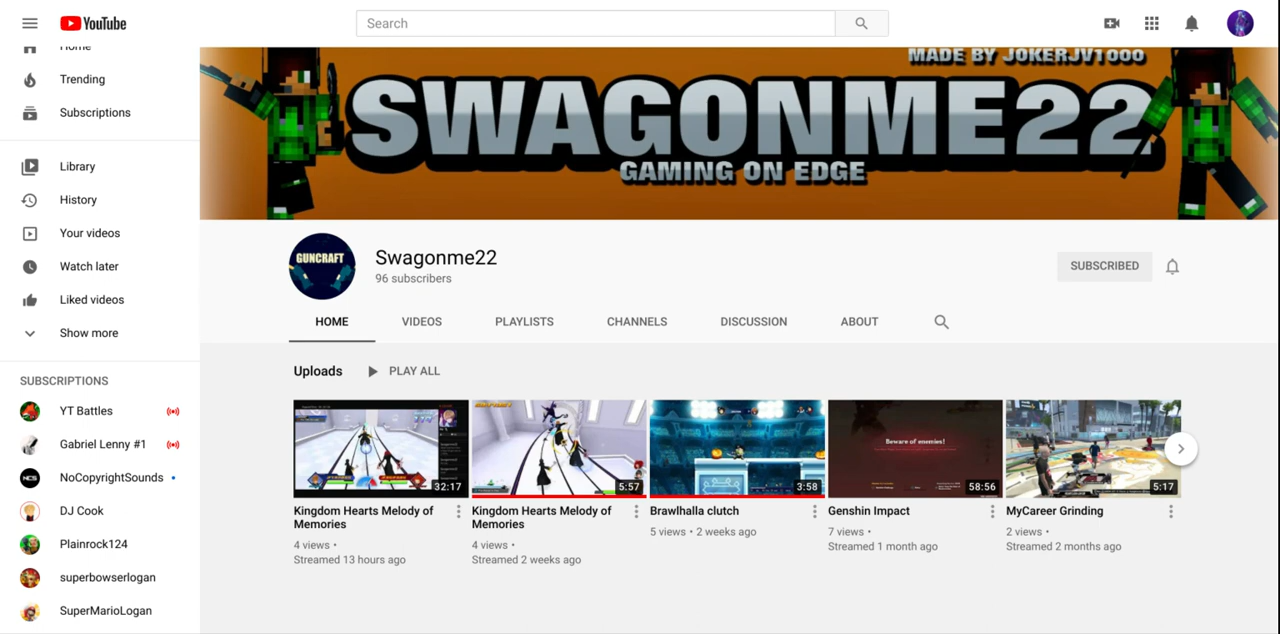 YouTube
Search
Home
Trending
Subscriptions
Library
History
Your videos
Watch later
Liked videos
Show more
SUBSCRIPTIONS
YT Battles
Gabriel Lenny #1
NoCopyrightSounds
DJ Cook
Plainrock124
superbowserlogan
SuperMarioLogan
MADE BY JOKERJV1000
SWAGONME22
GAMING ON EDGE
GUNCRAFT
Swagonme22
96 subscribers
SUBSCRIBED
HOME VIDEOS PLAYLISTS CHANNELS DISCUSSION ABOUT
Uploads PLAY ALL
32:17
Kingdom Hearts Melody of
Memories
4 views •
Streamed 13 hours ago
5:57
Kingdom Hearts Melody of
Memories
4 views •
Streamed 2 weeks ago
3:58
Brawlhalla clutch
5 views • 2 weeks ago
Beware of enemies!
58:56
Genshin Impact
7 views •
Streamed 1 month ago
5:17
MyCareer Grinding
2 views •
Streamed 2 months ago